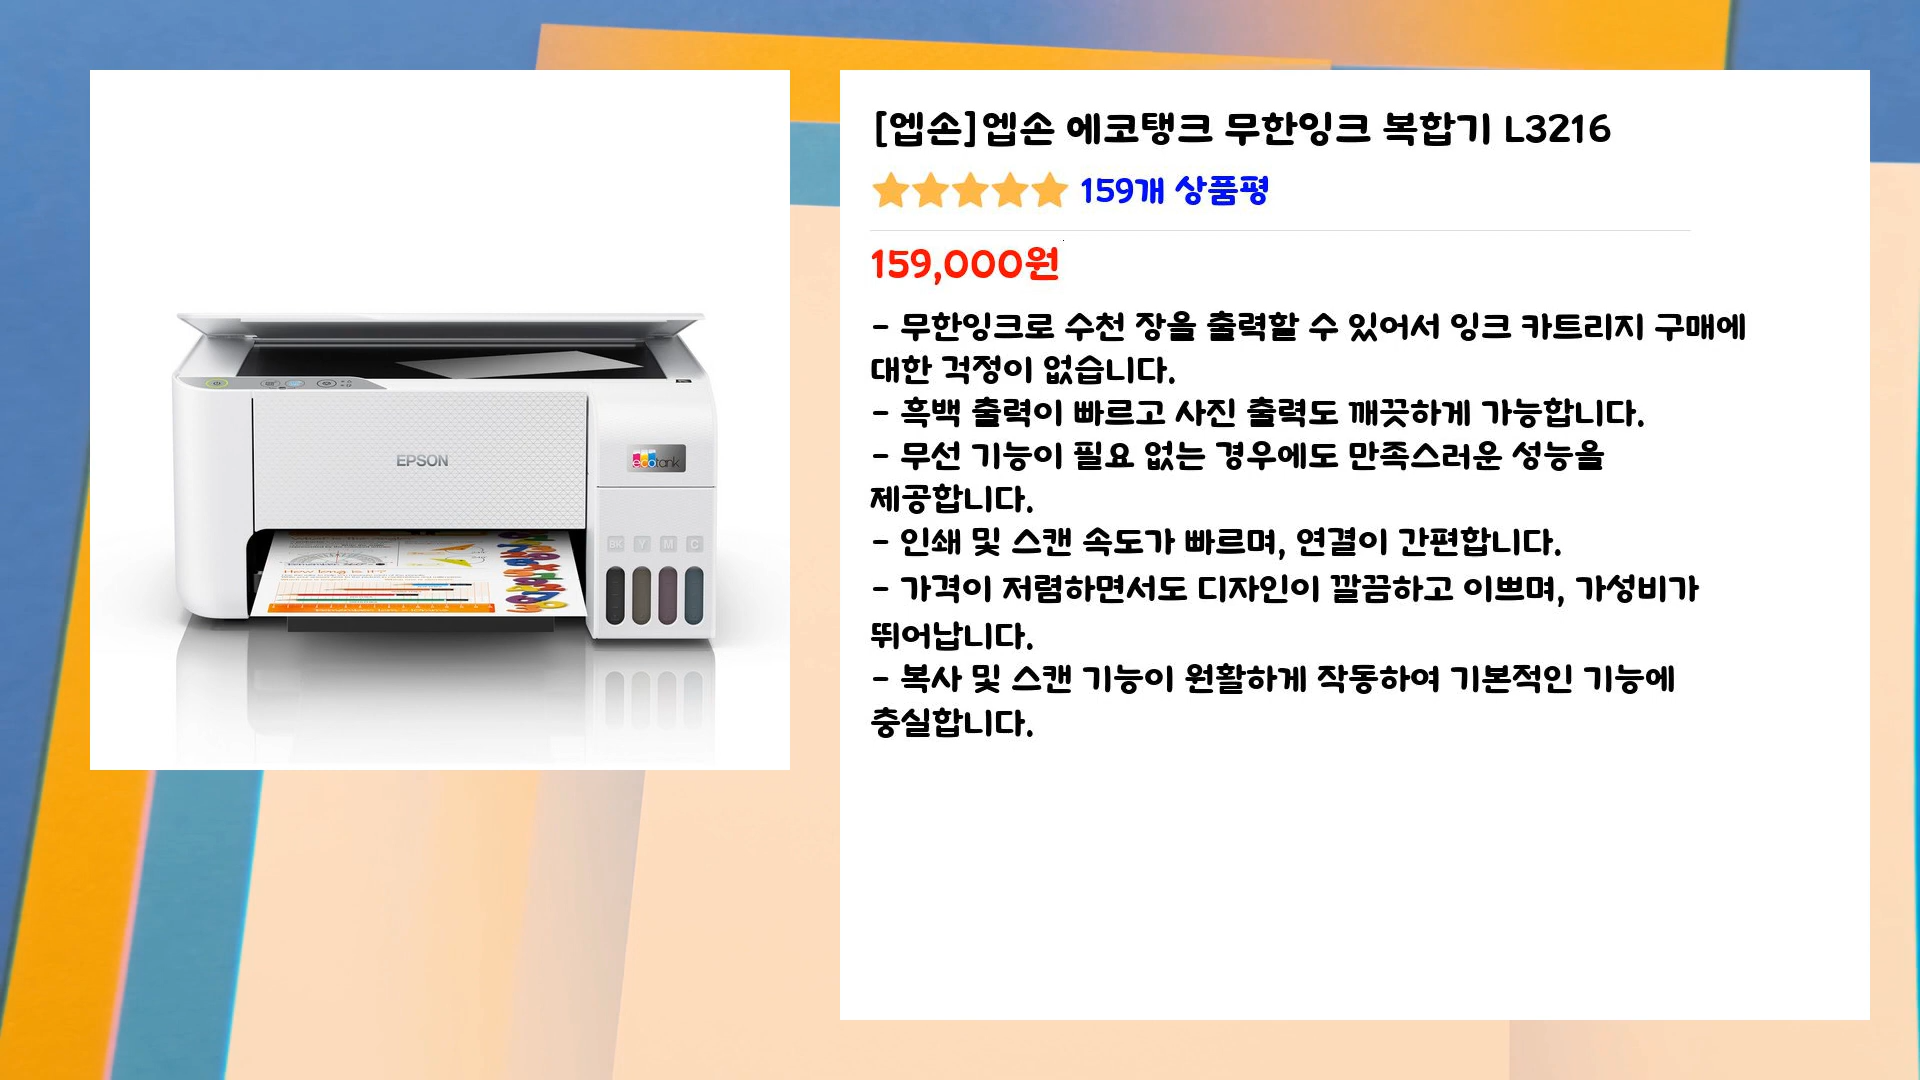 [엡손]엡손 에코탱크 무한잉크 복합기 L3216
159개 상품평
159,000원
- 무한잉크로 수천 장을 출력할 수 있어서 잉크 카트리지 구매에
대한 걱정이 없습니다.
- 흑백 출력이 빠르고 사진 출력도 깨끗하게 가능합니다.
- 무선 기능이 필요 없는 경우에도 만족스러운 성능을
제공합니다.
- 인쇄 및 스캔 속도가 빠르며, 연결이 간편합니다.
- 가격이 저렴하면서도 디자인이 깔끔하고 이쁘며, 가성비가
뛰어납니다.
- 복사 및 스캔 기능이 원활하게 작동하여 기본적인 기능에
충실합니다.
EPSON
ecotank
BK Y M C
How long is it?